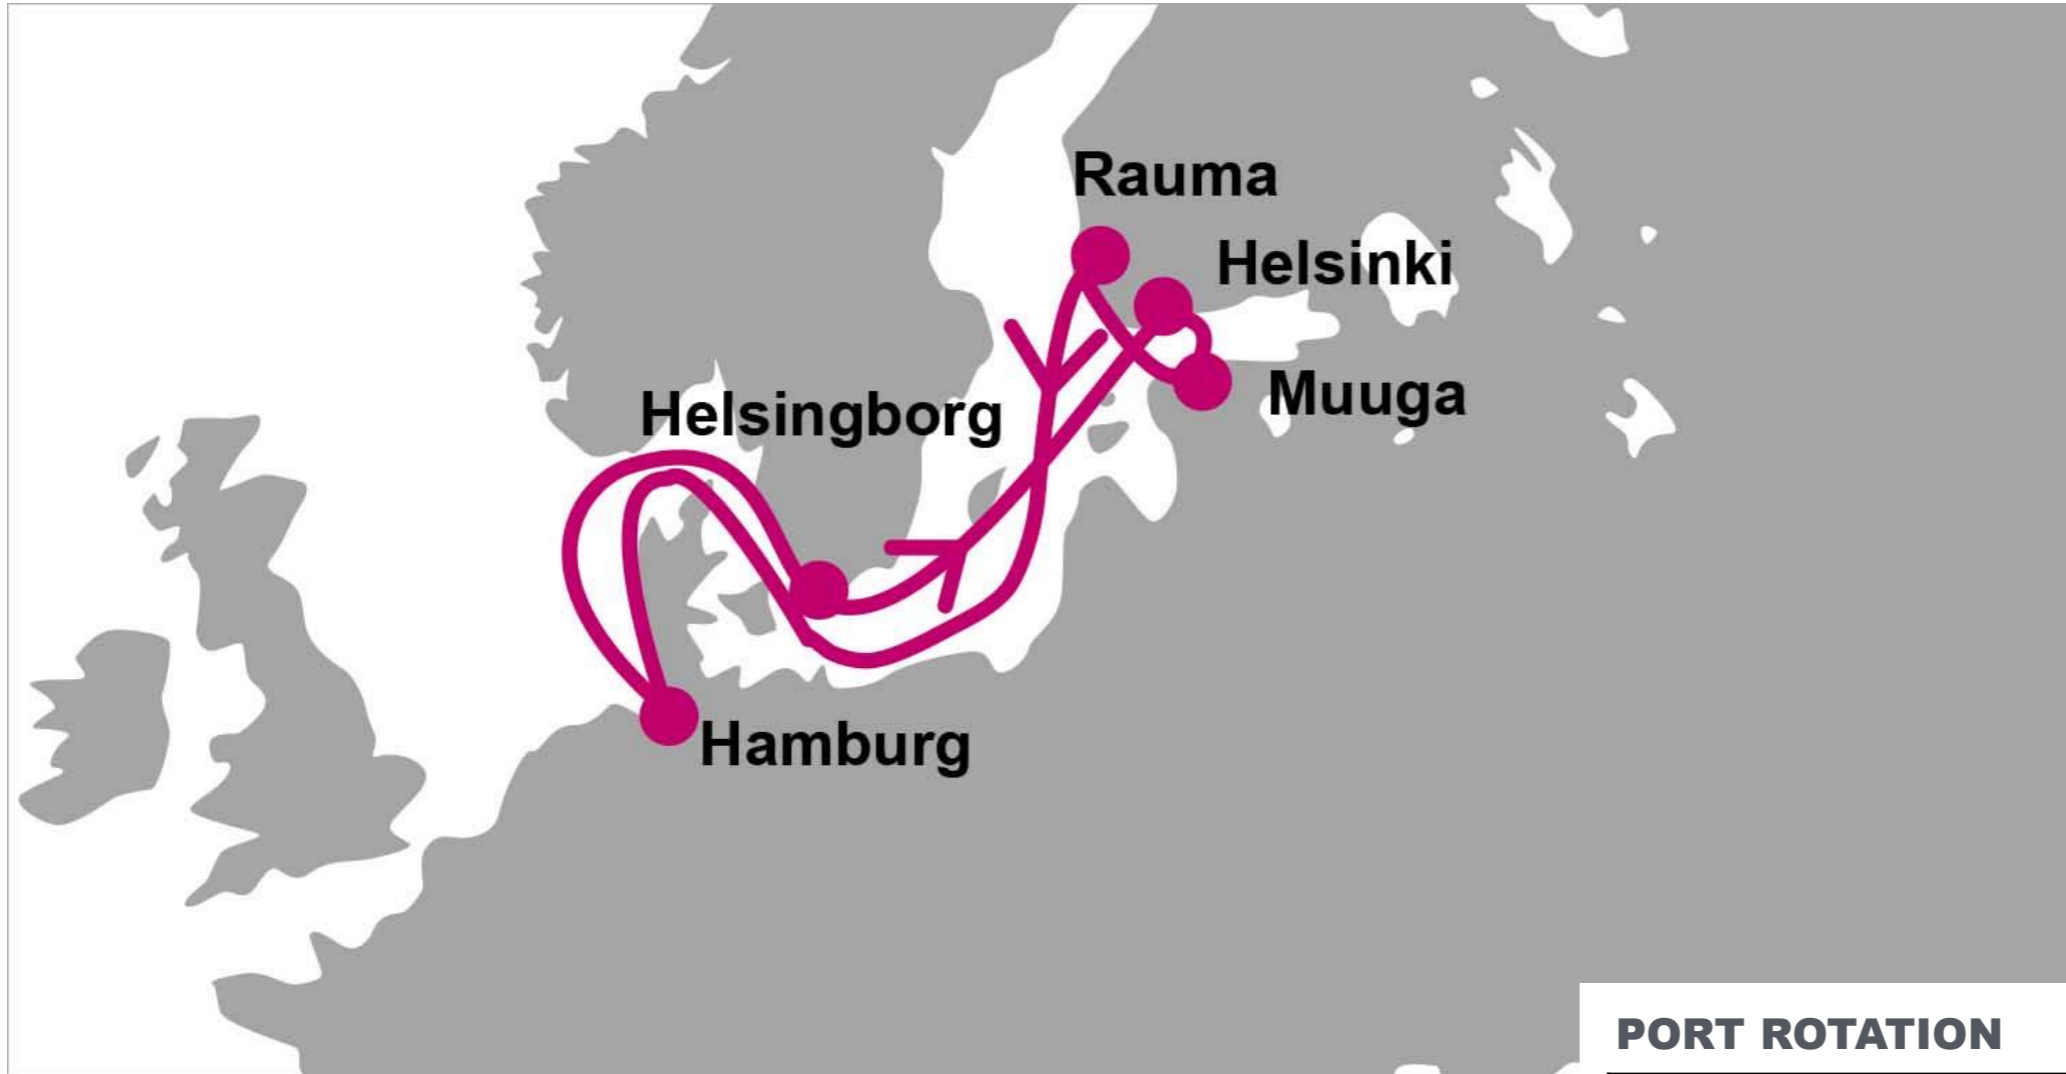 Rauma
Helsinki
Muuga
Helsingborg
Hamburg
PORT ROTATION